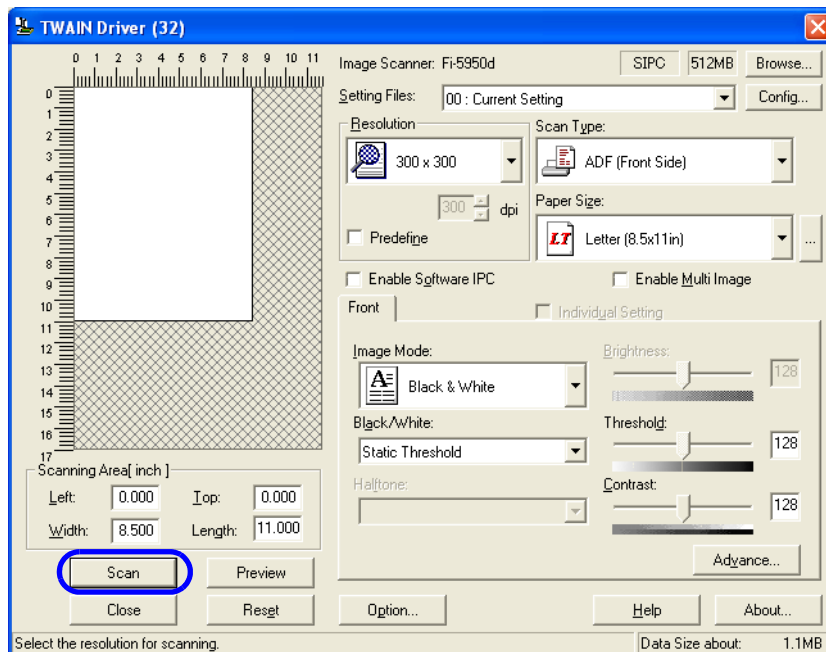 TWAIN Driver (32)
0 1 2 3 4 5 6 7 8 9 10 11
0
1
2
3
4
5
6
7
8
9
10
11
12
13
14
15
16
17
Image Scanner: Fi-5950d SIPC 512MB Browse...
Setting Files: 00 : Current Setting Config...
Resolution
300 x 300
300 dpi
Predefine
Scan Type:
ADF (Front Side)
Paper Size:
LT Letter (8.5x11in) ...
Enable Software IPC Enable Multi Image
Front Individual Setting
Image Mode:
A Black & White
Black/White:
Static Threshold
Halftone:
Brightness:
128
Threshold:
128
Contrast:
128
Advance...
Scanning Area[ inch ]
Left: 0.000 Top: 0.000
Width: 8.500 Length: 11.000
Scan Preview
Close Reset Option... Help About...
Select the resolution for scanning. Data Size about: 1.1MB